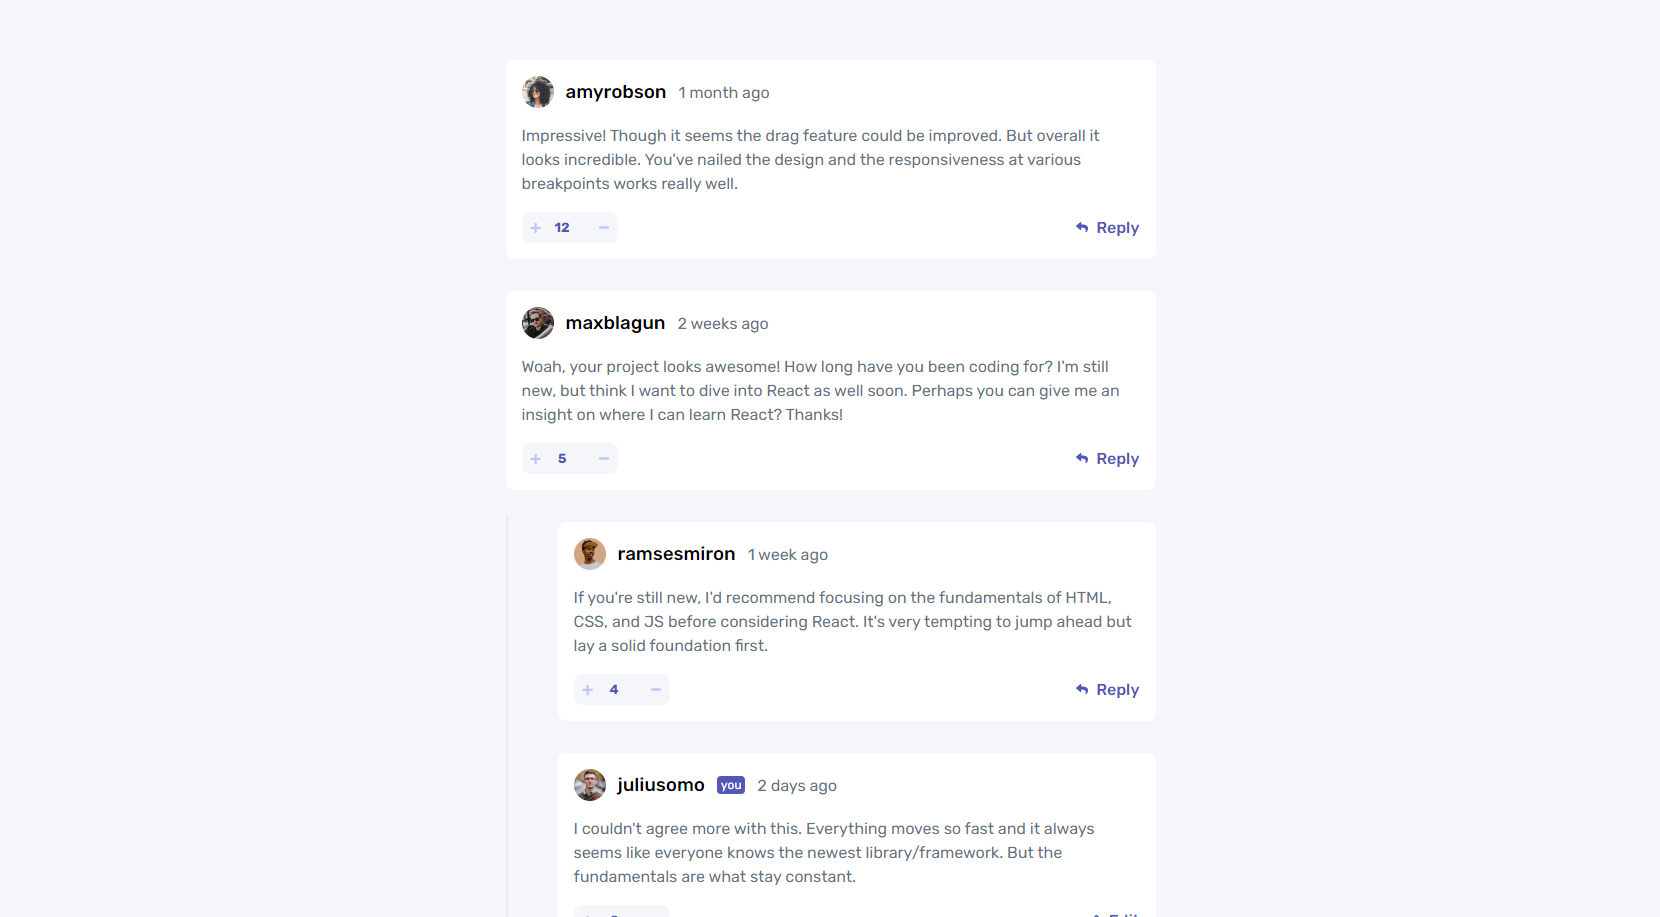 amyrobson 1 month ago
Impressive! Though it seems the drag feature could be improved. But overall it
looks incredible. You've nailed the design and the responsiveness at various
breakpoints works really well.
+ 12 − Reply
maxblagun 2 weeks ago
Woah, your project looks awesome! How long have you been coding for? I'm still
new, but think I want to dive into React as well soon. Perhaps you can give me an
insight on where I can learn React? Thanks!
+ 5 − Reply
ramsesmiron 1 week ago
If you're still new, I'd recommend focusing on the fundamentals of HTML,
CSS, and JS before considering React. It's very tempting to jump ahead but
lay a solid foundation first.
+ 4 − Reply
juliusomo you 2 days ago
I couldn't agree more with this. Everything moves so fast and it always
seems like everyone knows the newest library/framework. But the
fundamentals are what stay constant.